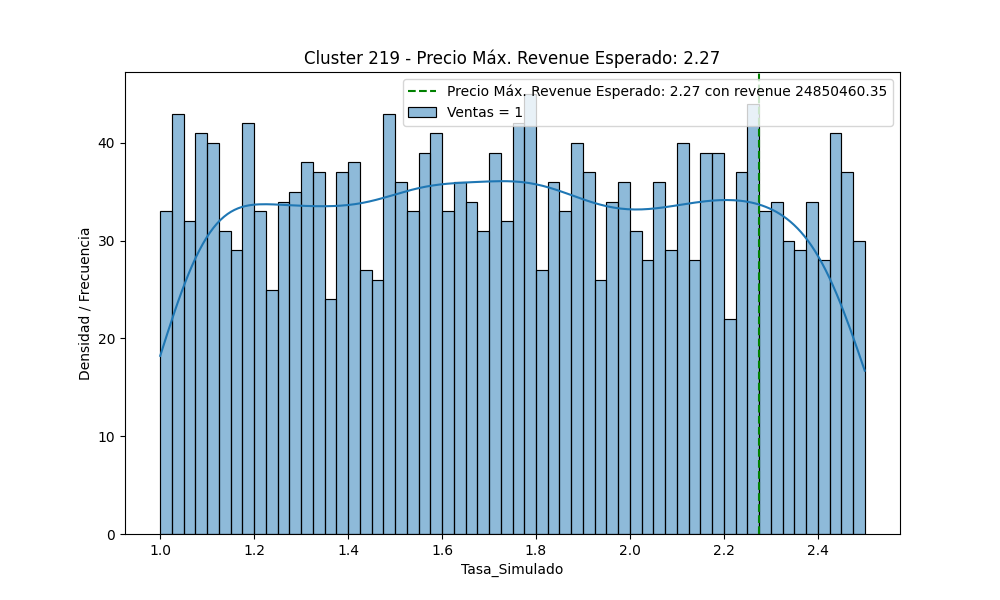 Cluster 219 - Precio Máx. Revenue Esperado: 2.27
Precio Máx. Revenue Esperado: 2.27 con revenue 24850460.35
Ventas = 1
Densidad / Frecuencia
40
30
20
10
0
1.0 1.2 1.4 1.6 1.8 2.0 2.2 2.4
Tasa_Simulado